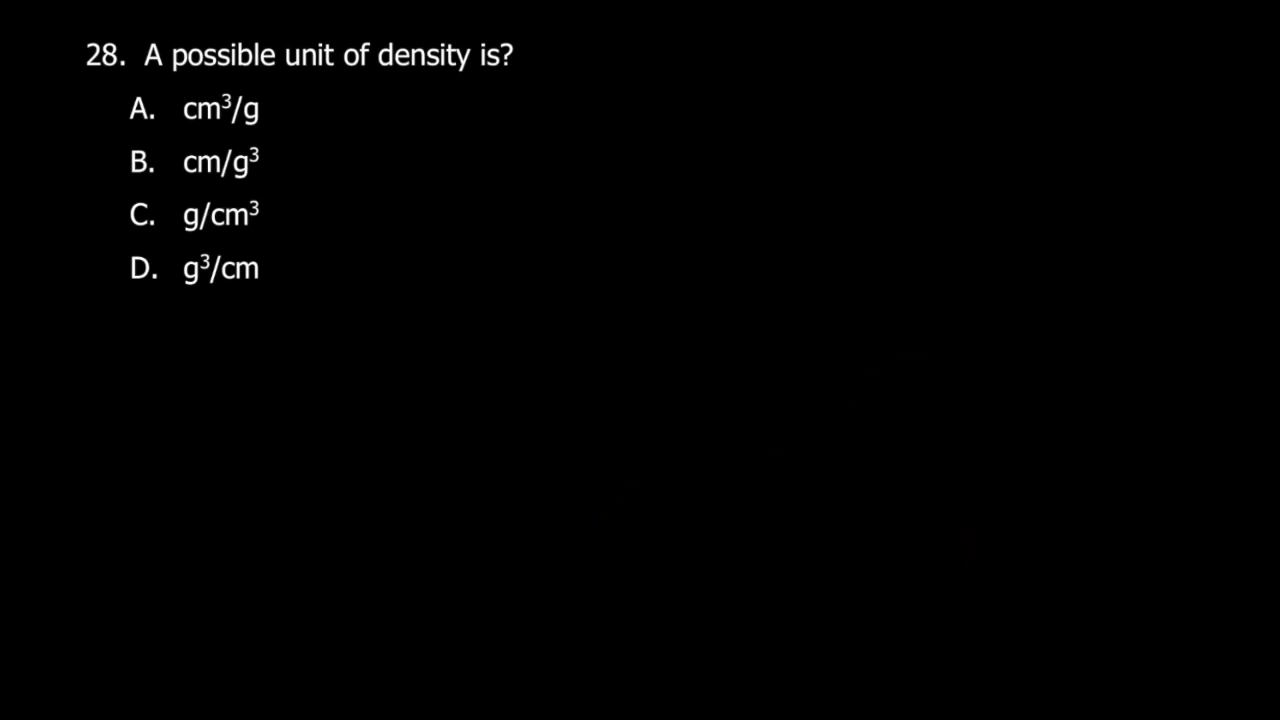 28. A possible unit of density is?
A. cm³/g
B. cm/g³
C. g/cm³
D. g³/cm